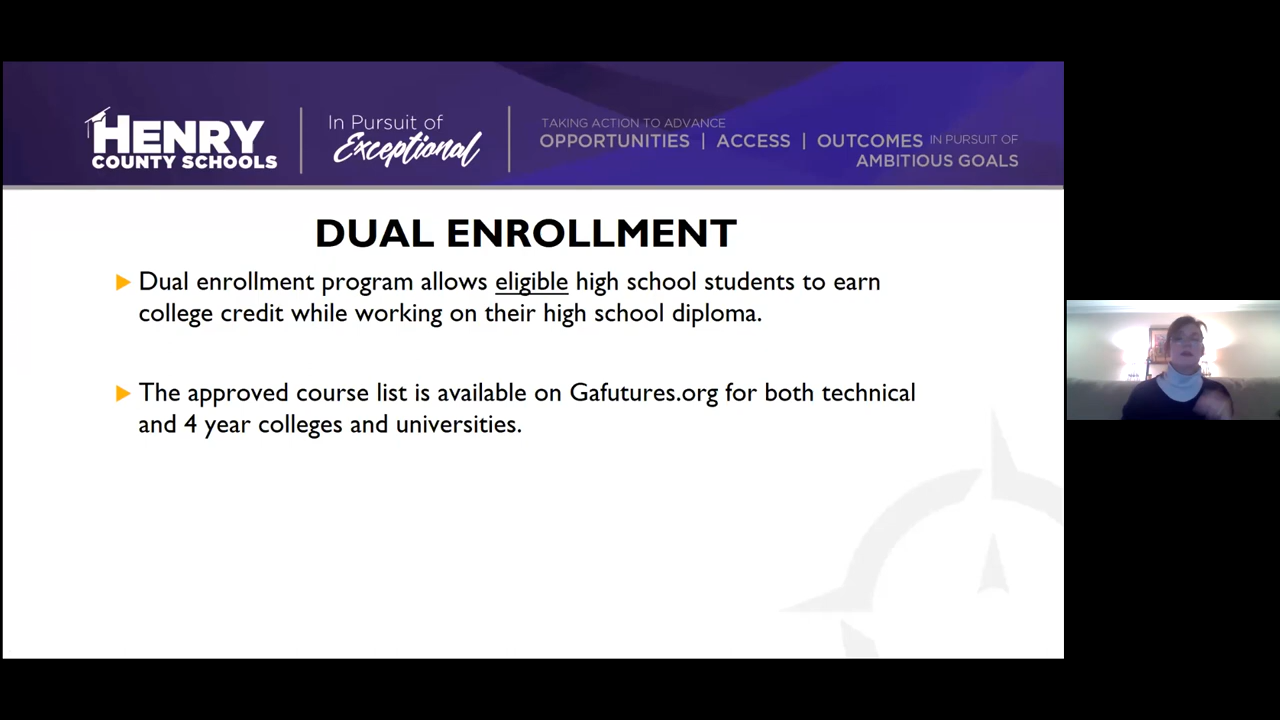 HENRY
COUNTY SCHOOLS
In Pursuit of
Exceptional
TAKING ACTION TO ADVANCE
OPPORTUNITIES | ACCESS | OUTCOMES IN PURSUIT OF
AMBITIOUS GOALS
DUAL ENROLLMENT
Dual enrollment program allows eligible high school students to earn
college credit while working on their high school diploma.
The approved course list is available on Gafutures.org for both technical
and 4 year colleges and universities.